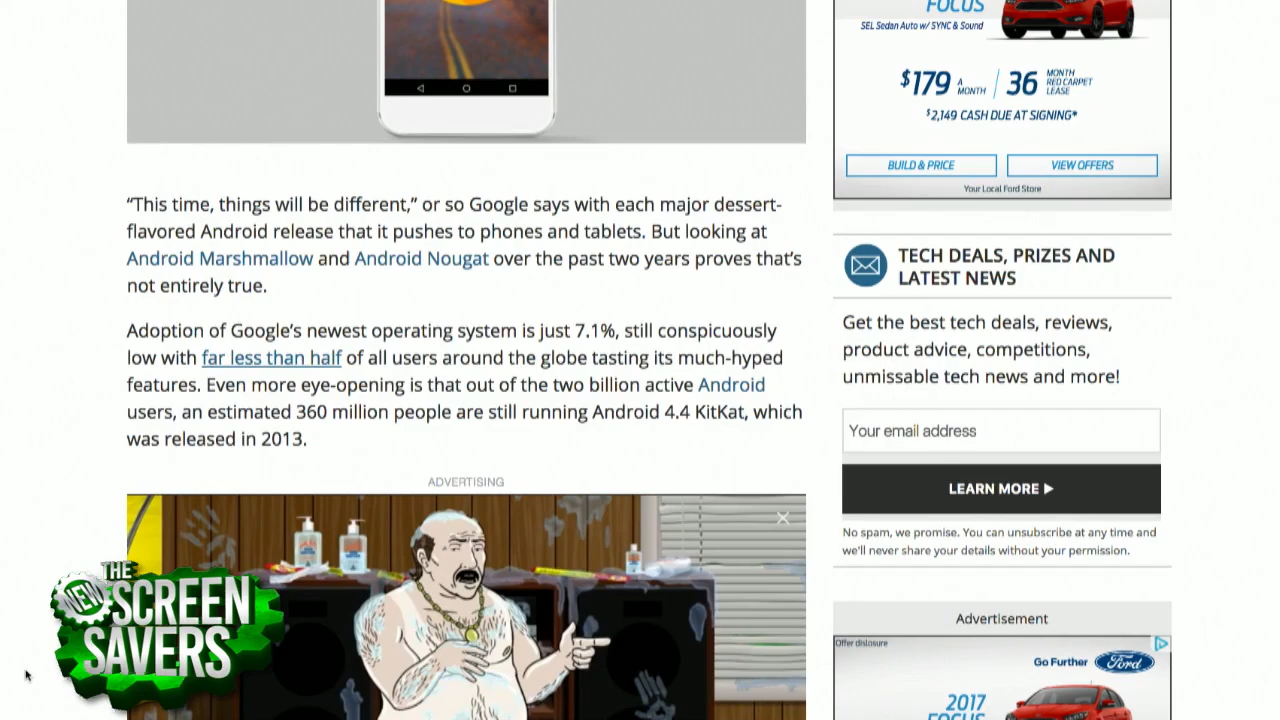 “This time, things will be different,” or so Google says with each major dessert-
flavored Android release that it pushes to phones and tablets. But looking at
Android Marshmallow and Android Nougat over the past two years proves that’s
not entirely true.
Adoption of Google’s newest operating system is just 7.1%, still conspicuously
low with far less than half of all users around the globe tasting its much-hyped
features. Even more eye-opening is that out of the two billion active Android
users, an estimated 360 million people are still running Android 4.4 KitKat, which
was released in 2013.
ADVERTISING
THE
NEW
SCREEN
SAVERS
FOCUS
SEL Sedan Auto w/ SYNC & Sound
$179 A MONTH
36 MONTH RED CARPET LEASE
$2,149 CASH DUE AT SIGNING*
BUILD & PRICE
VIEW OFFERS
Your Local Ford Store
TECH DEALS, PRIZES AND
LATEST NEWS
Get the best tech deals, reviews,
product advice, competitions,
unmissable tech news and more!
Your email address
LEARN MORE
No spam, we promise. You can unsubscribe at any time and
we'll never share your details without your permission.
Advertisement
Offer disclosure
Go Further Ford
2017
FOCUS